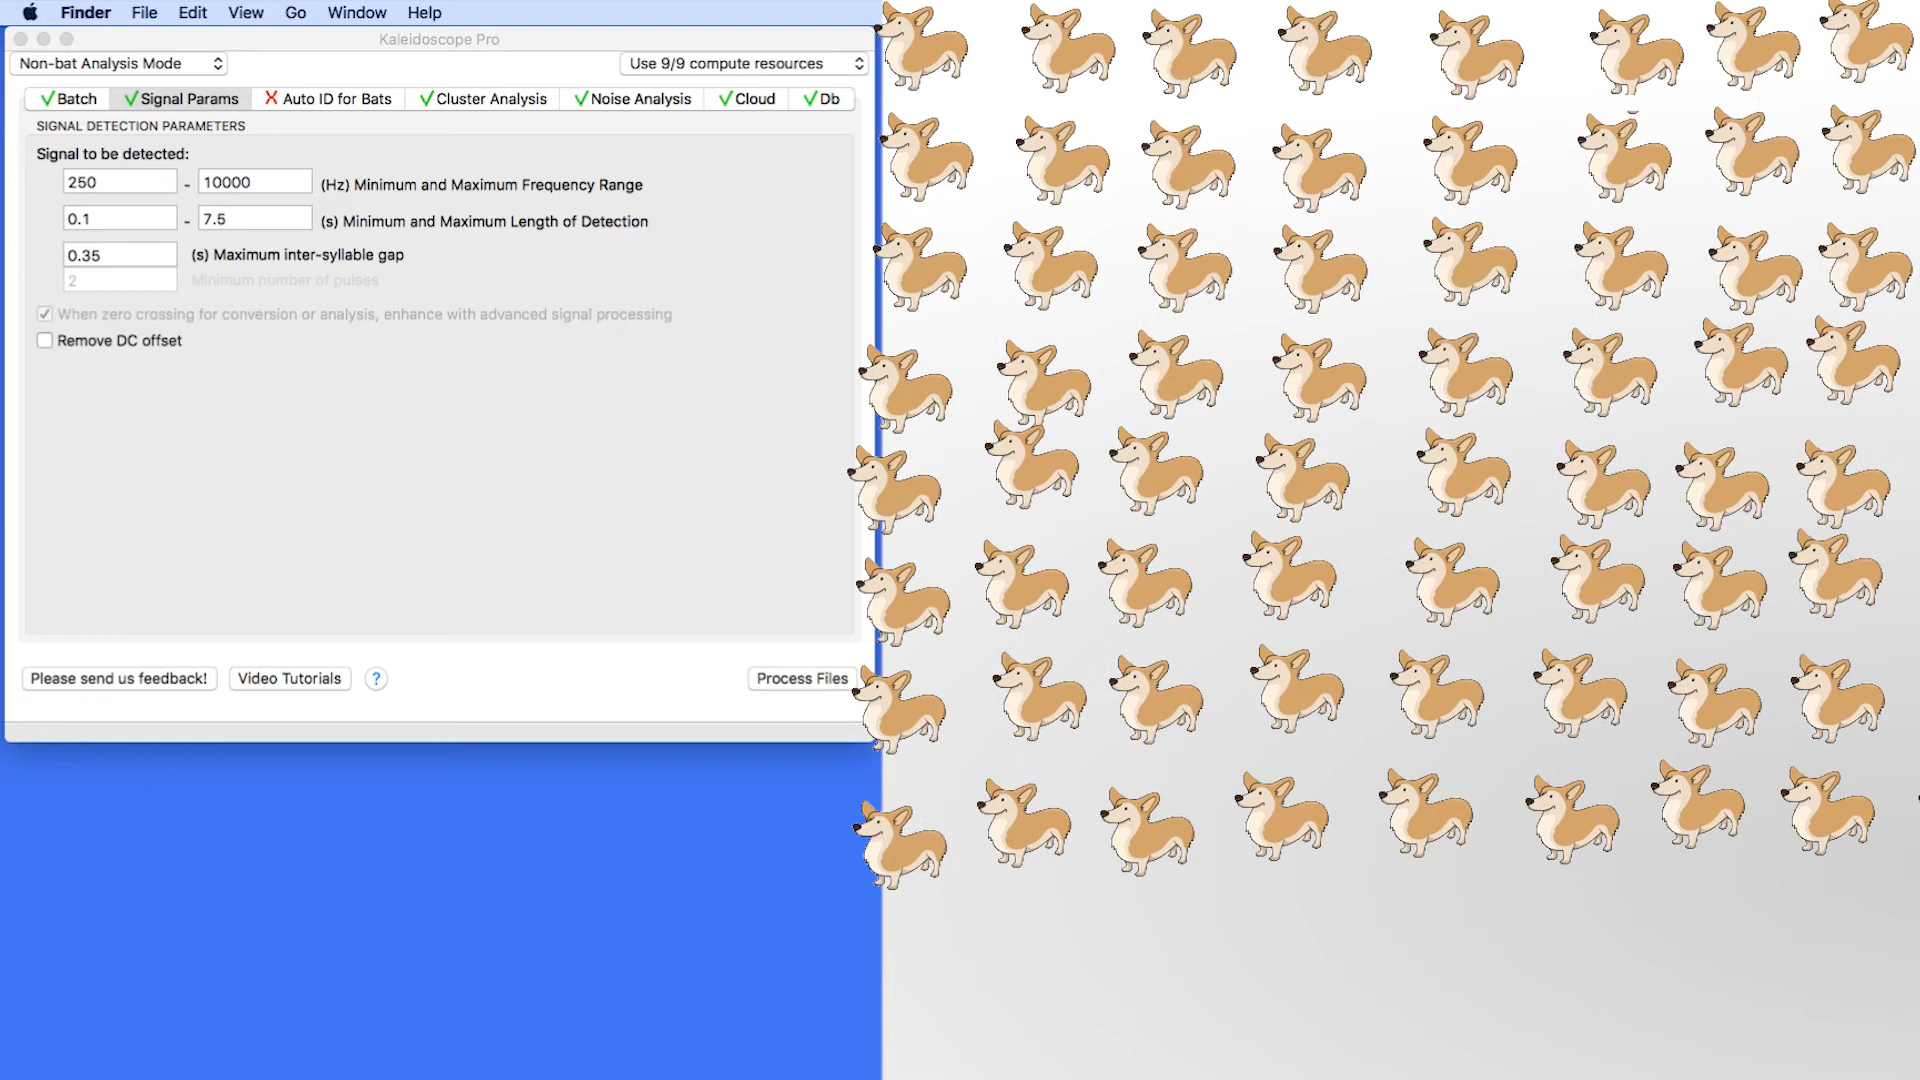 Finder File Edit View Go Window Help
Kaleidoscope Pro
Non-bat Analysis Mode Use 9/9 compute resources
Batch Signal Params Auto ID for Bats Cluster Analysis Noise Analysis Cloud Db
SIGNAL DETECTION PARAMETERS
Signal to be detected:
250 - 10000 (Hz) Minimum and Maximum Frequency Range
0.1 - 7.5 (s) Minimum and Maximum Length of Detection
0.35 (s) Maximum inter-syllable gap
2 Minimum number of pulses
When zero crossing for conversion or analysis, enhance with advanced signal processing
Remove DC offset
Please send us feedback! Video Tutorials ? Process Files